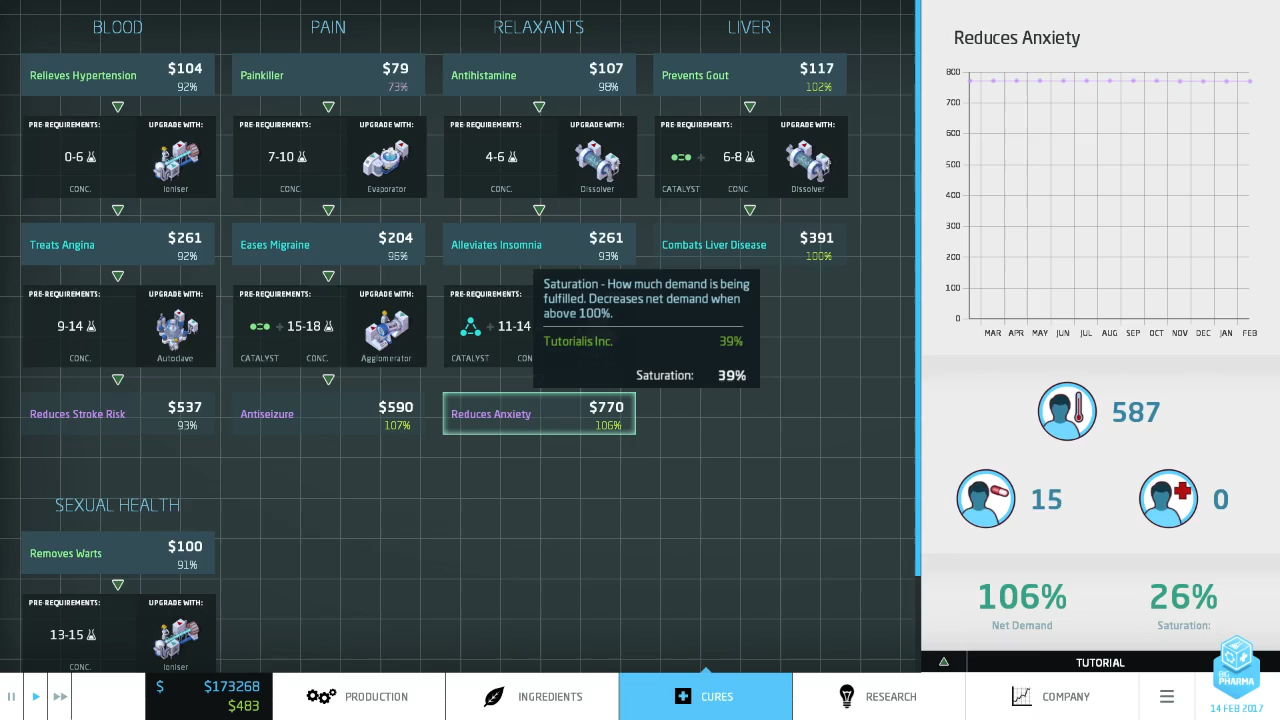 BLOOD
PAIN
RELAXANTS
LIVER
Relieves Hypertension $104 92%
Painkiller $79 73%
Antihistamine $107 98%
Prevents Gout $117 102%
PRE-REQUIREMENTS: UPGRADE WITH:
0-6
CONC. Ioniser
PRE-REQUIREMENTS: UPGRADE WITH:
7-10
CONC. Evaporator
PRE-REQUIREMENTS: UPGRADE WITH:
4-6
CONC. Dissolver
PRE-REQUIREMENTS: UPGRADE WITH:
+ 6-8
CATALYST CONC. Dissolver
Treats Angina $261 92%
Eases Migraine $204 96%
Alleviates Insomnia $261 93%
Combats Liver Disease $391 100%
PRE-REQUIREMENTS: UPGRADE WITH:
9-14
CONC. Autoclave
PRE-REQUIREMENTS: UPGRADE WITH:
+ 15-18
CATALYST CONC. Agglomerator
PRE-REQUIREMENTS:
+ 11-14
CATALYST
Saturation - How much demand is being
fulfilled. Decreases net demand when
above 100%.
Tutorialis Inc. 39%
Saturation: 39%
Reduces Stroke Risk $537 93%
Antiseizure $590 107%
Reduces Anxiety $770 106%
SEXUAL HEALTH
Removes Warts $100 91%
PRE-REQUIREMENTS: UPGRADE WITH:
13-15
CONC. Ioniser
Reduces Anxiety
800
700
600
500
400
300
200
100
0
MAR APR MAY JUN JUL AUG SEP OCT NOV DEC JAN FEB
587
15
0
106% 26%
Net Demand Saturation:
TUTORIAL
$ $173268
$483
PRODUCTION
INGREDIENTS
CURES
RESEARCH
COMPANY
BIG
PHARMA
14 FEB 2017